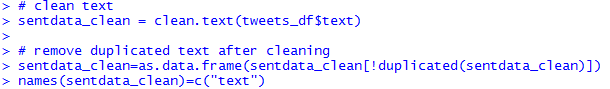 > # clean text
> sentdata_clean = clean.text(tweets_df$text)
>
> # remove duplicated text after cleaning
> sentdata_clean=as.data.frame(sentdata_clean[!duplicated(sentdata_clean)])
> names(sentdata_clean)=c("text")